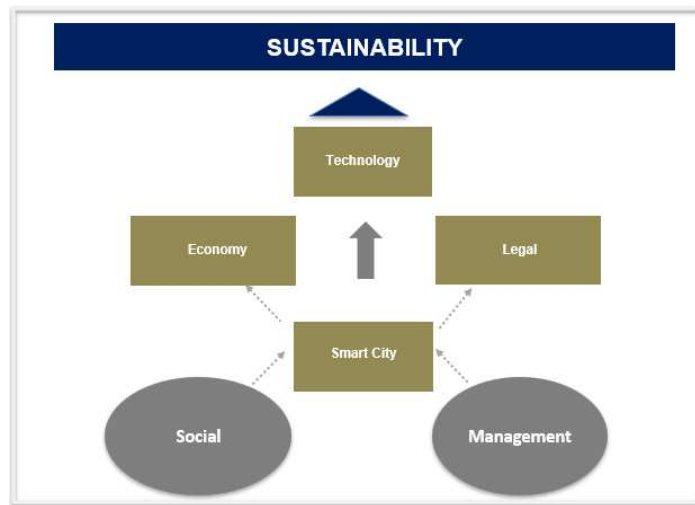 SUSTAINABILITY
Technology
Economy
Legal
Smart City
Social
Management